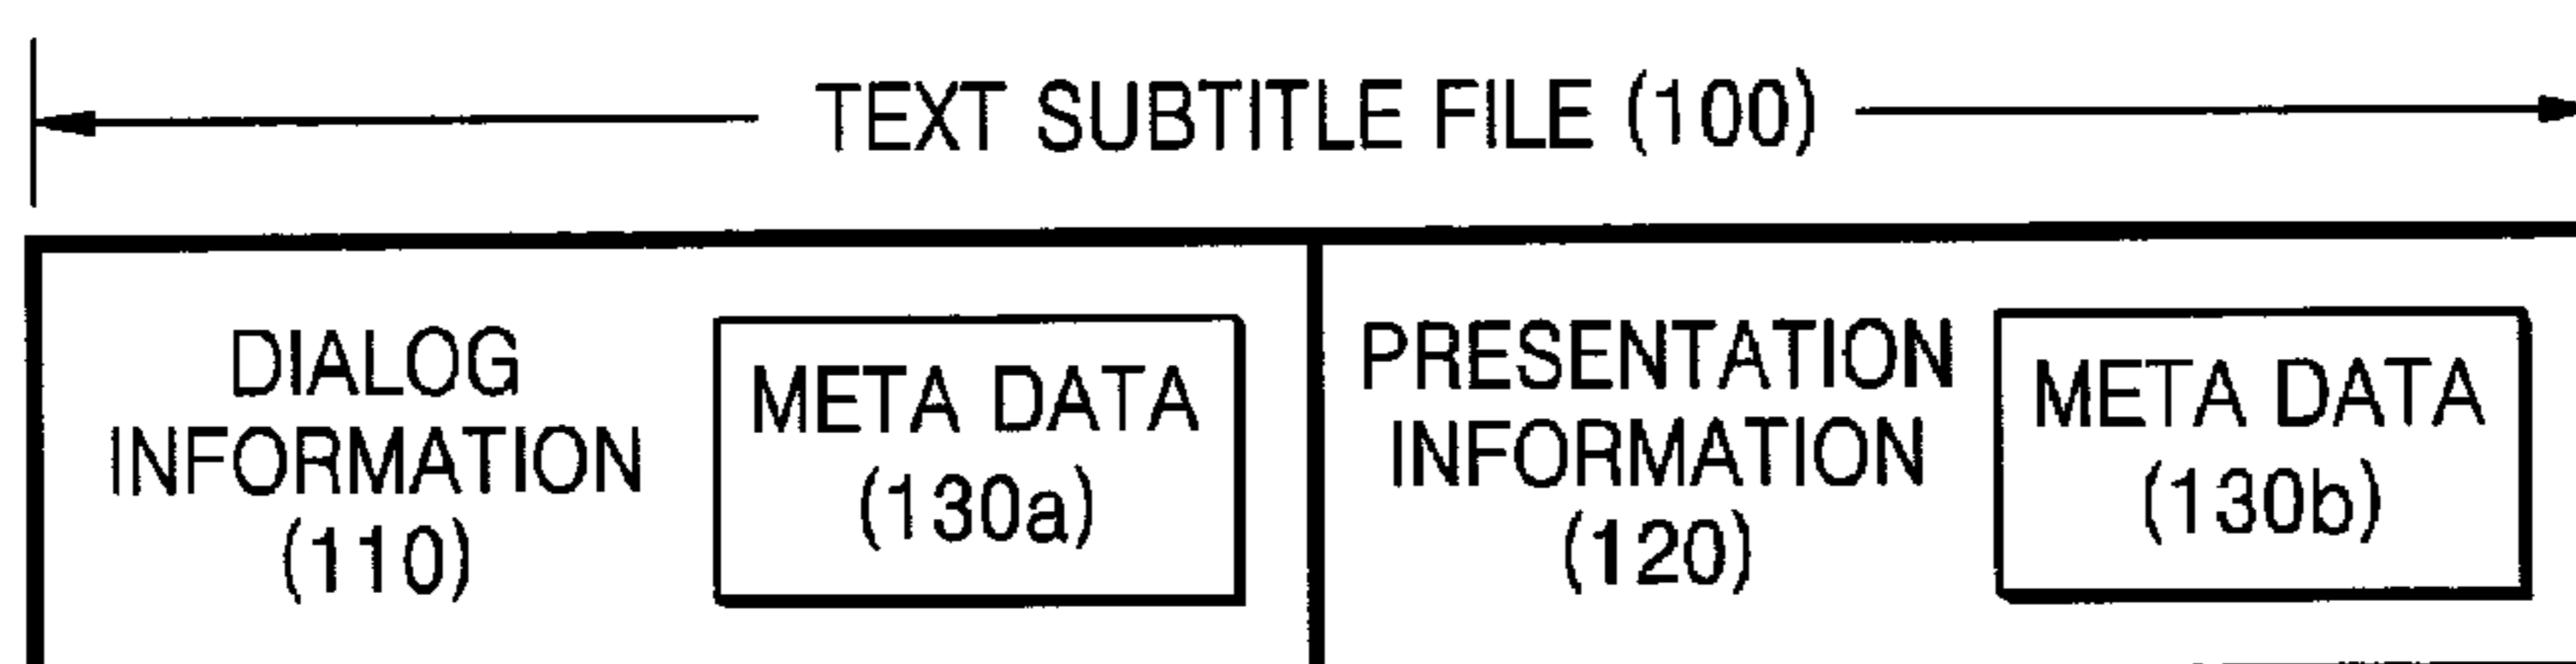 TEXT SUBTITLE FILE (100)
DIALOG
INFORMATION
(110)
META DATA
(130a)
PRESENTATION
INFORMATION
(120)
META DATA
(130b)